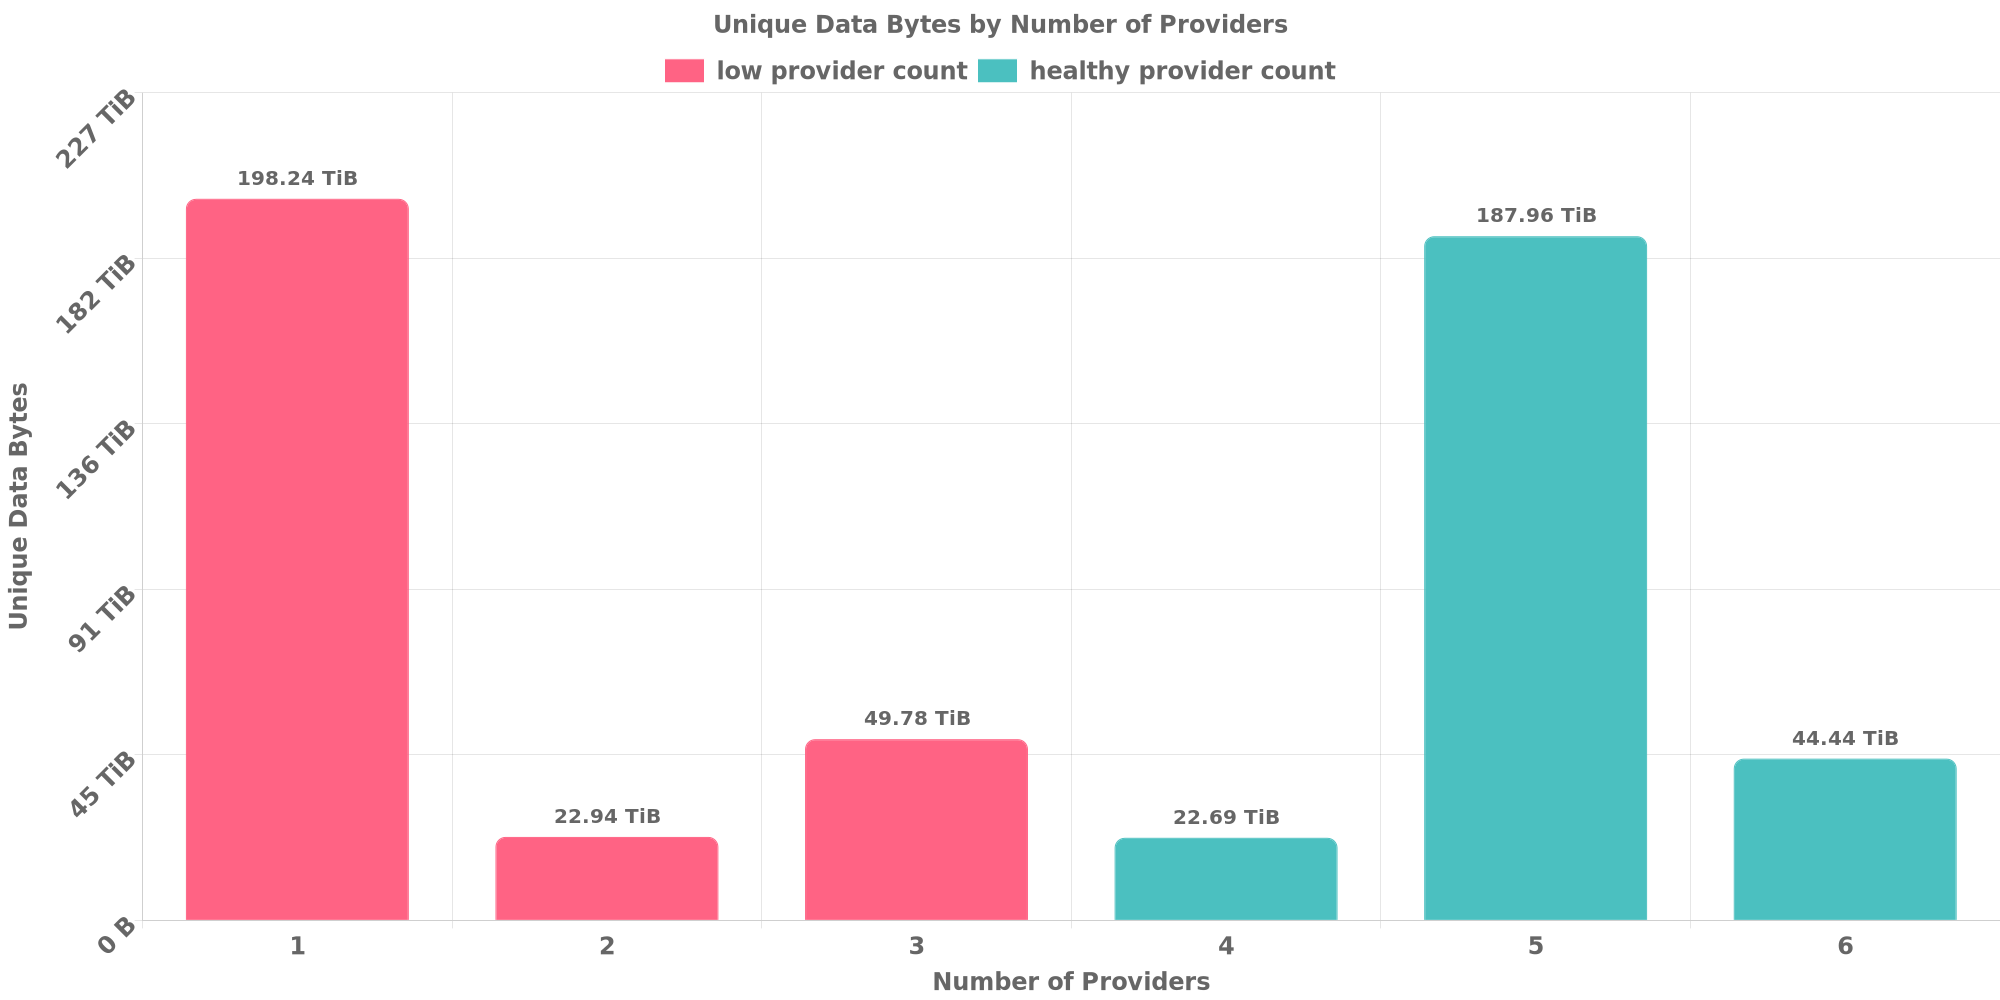 Unique Data Bytes by Number of Providers
low provider count healthy provider count
227 TiB
182 TiB
136 TiB
91 TiB
45 TiB
0 B
Unique Data Bytes
198.24 TiB
22.94 TiB
49.78 TiB
22.69 TiB
187.96 TiB
44.44 TiB
1 2 3 4 5 6
Number of Providers